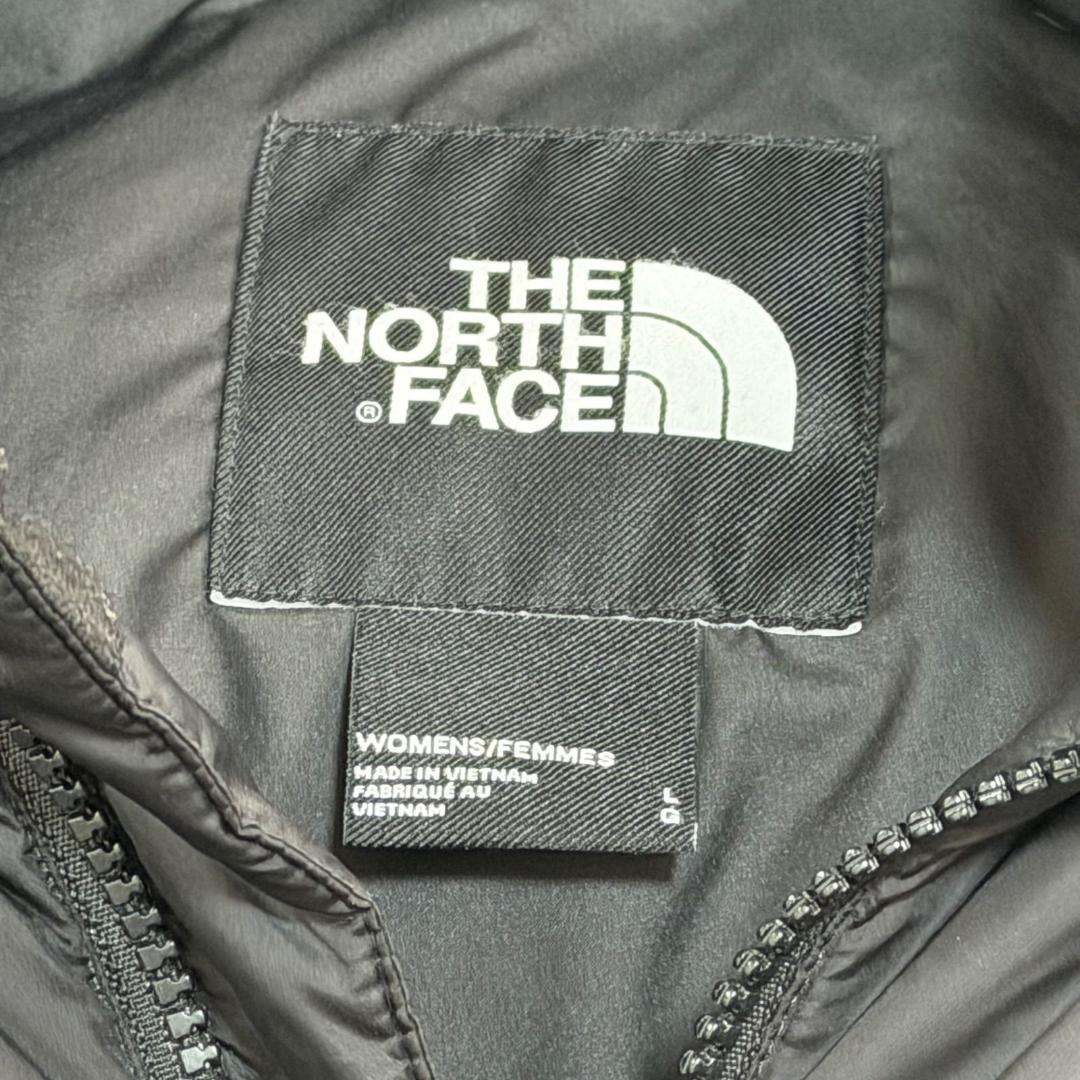 THE
NORTH
® FACE
WOMENS/FEMMES
MADE IN VIETNAM
FABRIQUÉ AU
VIETNAM
L
G